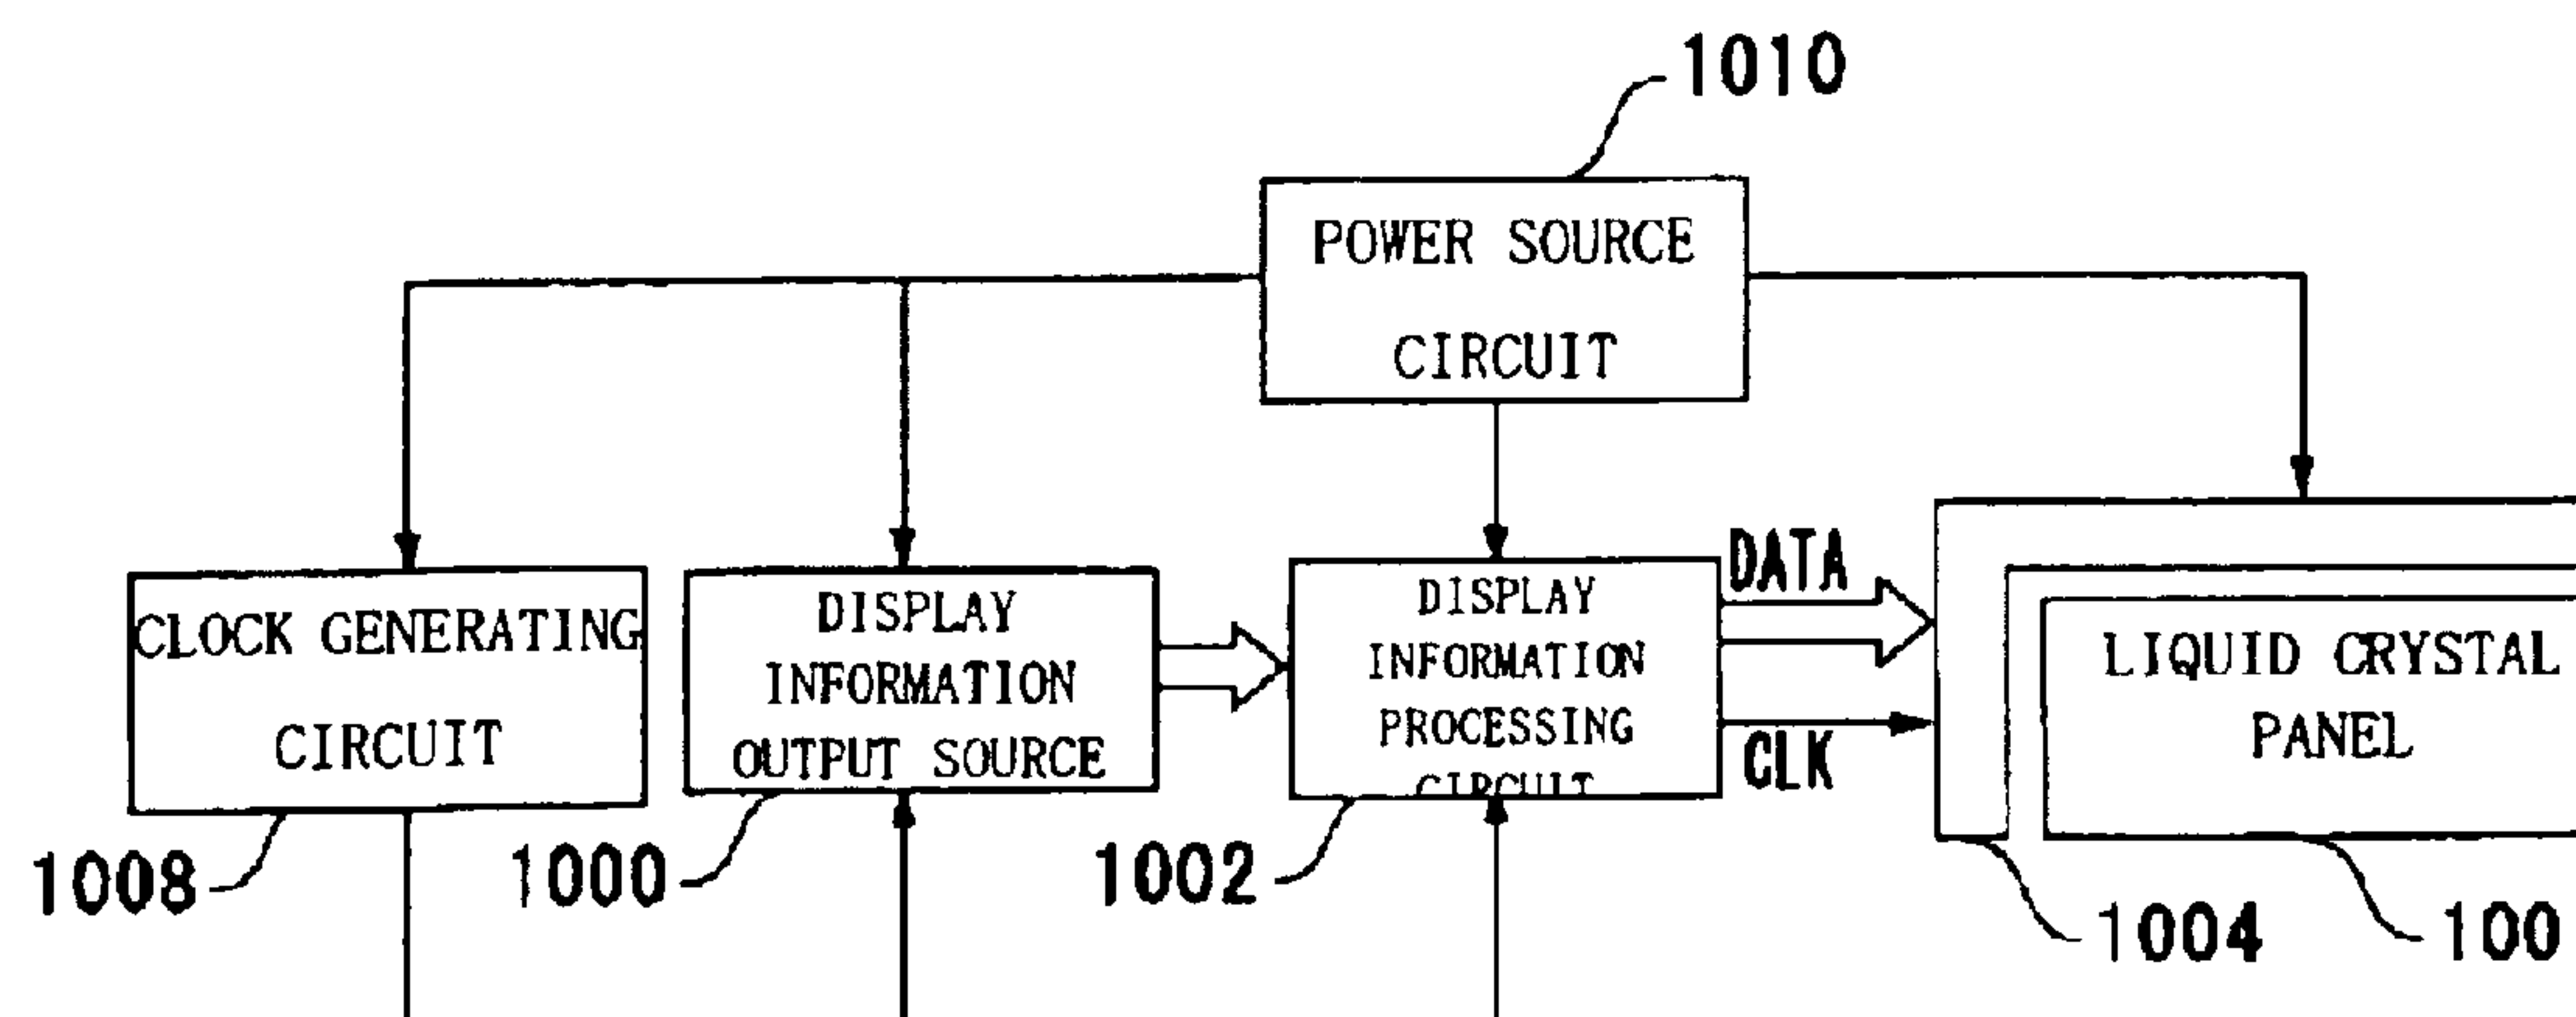 1010
POWER SOURCE
CIRCUIT
CLOCK GENERATING
CIRCUIT
DISPLAY
INFORMATION
OUTPUT SOURCE
DISPLAY
INFORMATION
PROCESSING
CIRCUIT
DATA
CLK
LIQUID CRYSTAL
PANEL
1008
1000
1002
1004
100